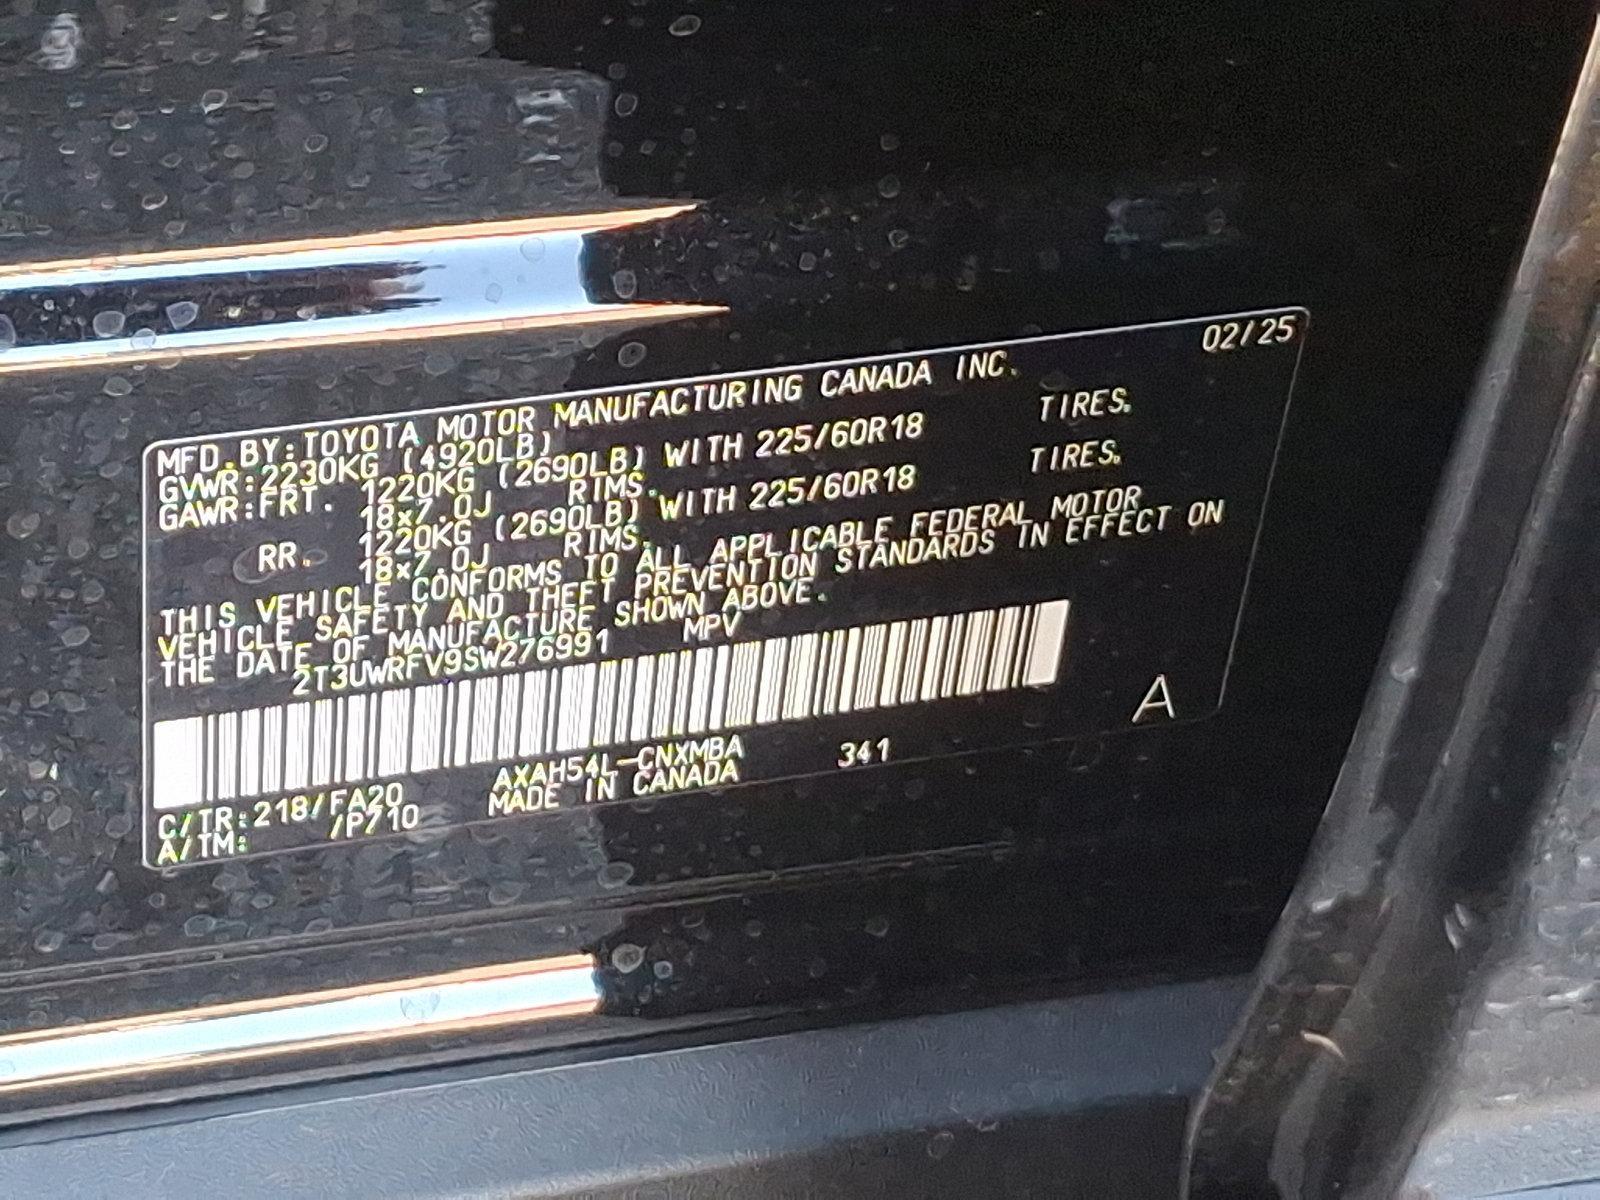 02/25
MFD.BY:TOYOTA MOTOR MANUFACTURING CANADA INC.
GVWR:2230KG (4920LB)
GAWR:FRT. 1220KG (2690LB) WITH 225/60R18 TIRES.
18x7.0J RIMS.
RR. 1220KG (2690LB) WITH 225/60R18 TIRES.
18x7.0J RIMS.
THIS VEHICLE CONFORMS TO ALL APPLICABLE FEDERAL MOTOR
VEHICLE SAFETY AND THEFT PREVENTION STANDARDS IN EFFECT ON
THE DATE OF MANUFACTURE SHOWN ABOVE.
2T3UWRFV9SW276991 MPV
A
C/TR:218/FA20 AXAH54L-CNXMBA 341
A/TM: /P710 MADE IN CANADA